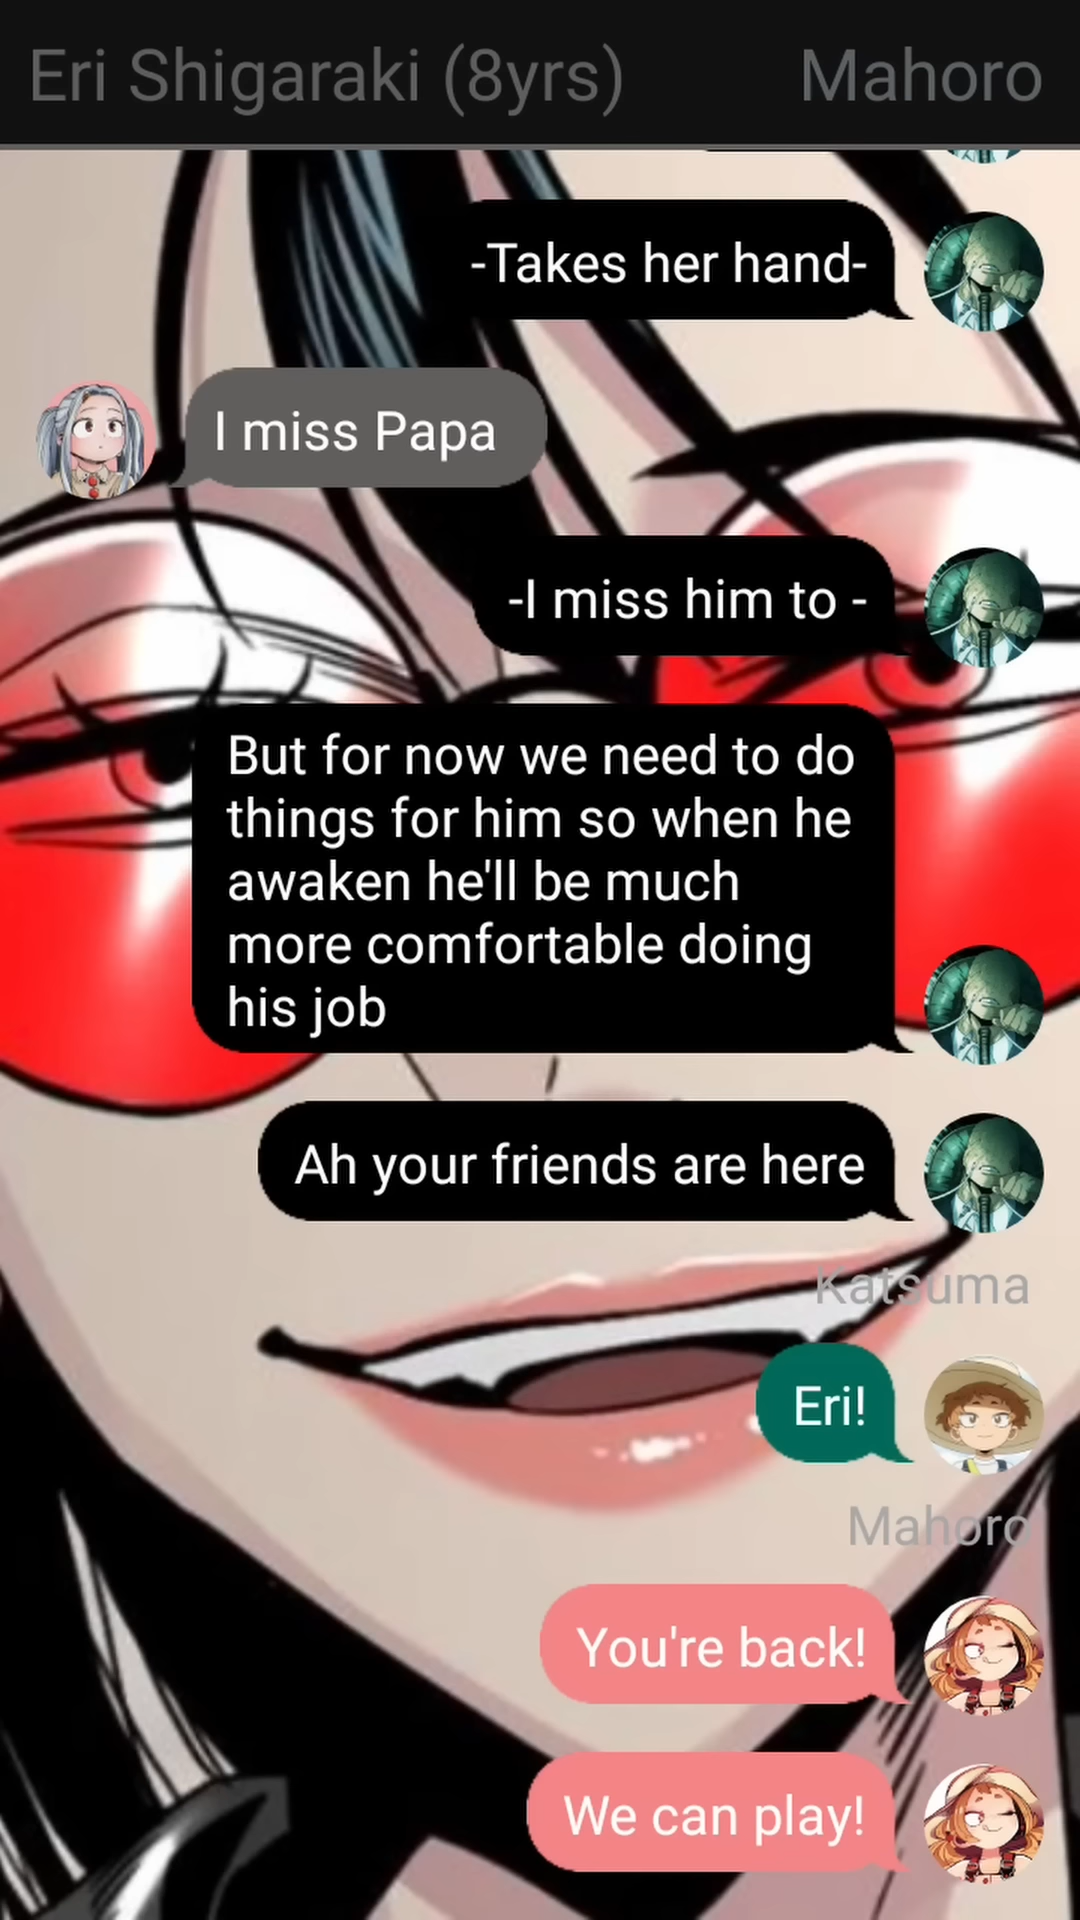 Eri Shigaraki (8yrs) Mahoro
-Takes her hand-
I miss Papa
-I miss him to -
But for now we need to do
things for him so when he
awaken he'll be much
more comfortable doing
his job
Ah your friends are here
Katsuma
Eri!
Mahoro
You're back!
We can play!